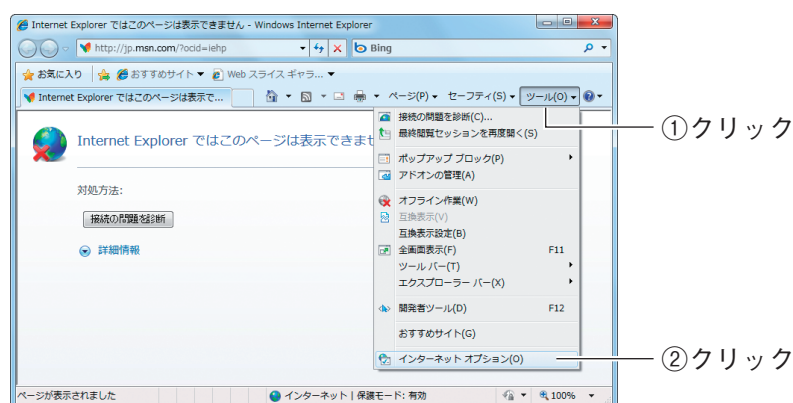 Internet Explorer ではこのページは表示できません - Windows Internet Explorer
http://jp.msn.com/?ocid=iehp
Bing
お気に入り おすすめサイト ▼ Web スライス ギャラ... ▼
Internet Explorer ではこのページは表示で... ページ(P) ▼ セーフティ(S) ▼ ツール(O) ▼
Internet Explorer ではこのページは表示できませ
対処方法:
接続の問題を診断
詳細情報
接続の問題を診断(C)...
最終閲覧セッションを再度開く(S)
ポップアップ ブロック(P)
アドオンの管理(A)
オフライン作業(W)
互換表示(V)
互換表示設定(B)
全画面表示(F) F11
ツール バー(T)
エクスプローラー バー(X)
開発者ツール(D) F12
おすすめサイト(G)
インターネット オプション(O)
①クリック
②クリック
ページが表示されました インターネット | 保護モード: 有効 100%